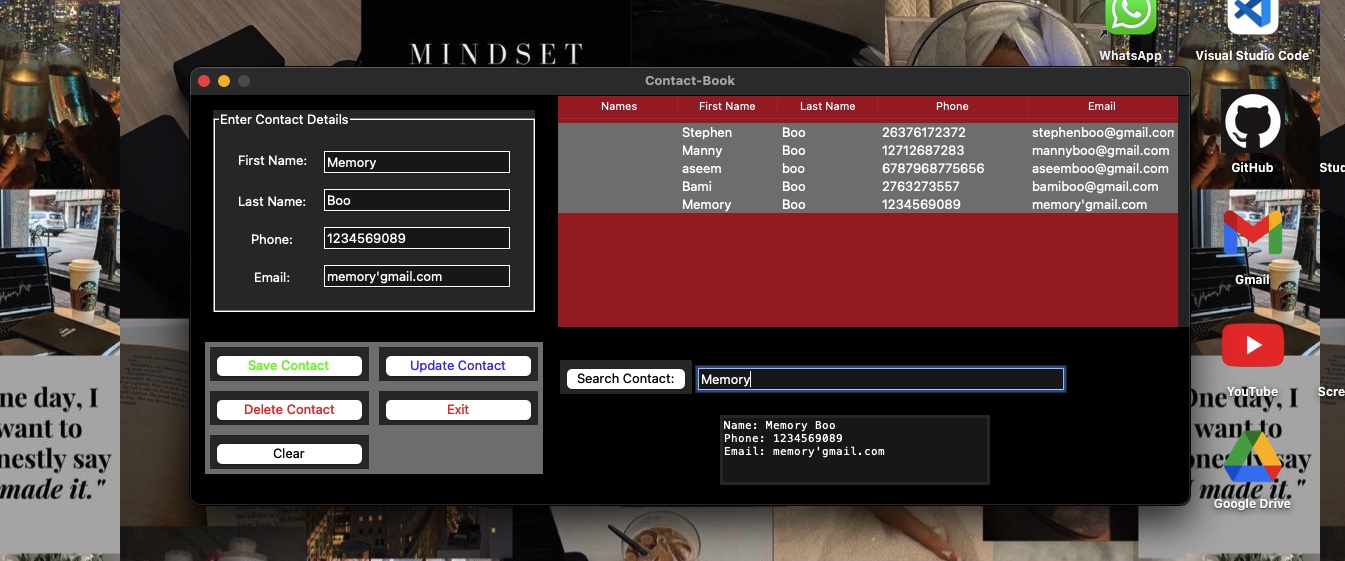 MINDSET
WhatsApp
Visual Studio Code
Contact-Book
Enter Contact Details
First Name: Memory
Last Name: Boo
Phone: 1234569089
Email: memory'gmail.com
Names First Name Last Name Phone Email
Stephen Boo 26376172372 stephenboo@gmail.com
Manny Boo 12712687283 mannyboo@gmail.com
aseem boo 6787968775656 aseemboo@gmail.com
Bami Boo 2763273557 bamiboo@gmail.com
Memory Boo 1234569089 memory'gmail.com
Save Contact Update Contact
Delete Contact Exit
Clear
Search Contact: Memory
Name: Memory Boo
Phone: 1234569089
Email: memory'gmail.com
GitHub
Stud
Gmail
YouTube
Scre
Google Drive
ne day, I
want to
nestly say
made it."
One day, I
want to
say
made it."